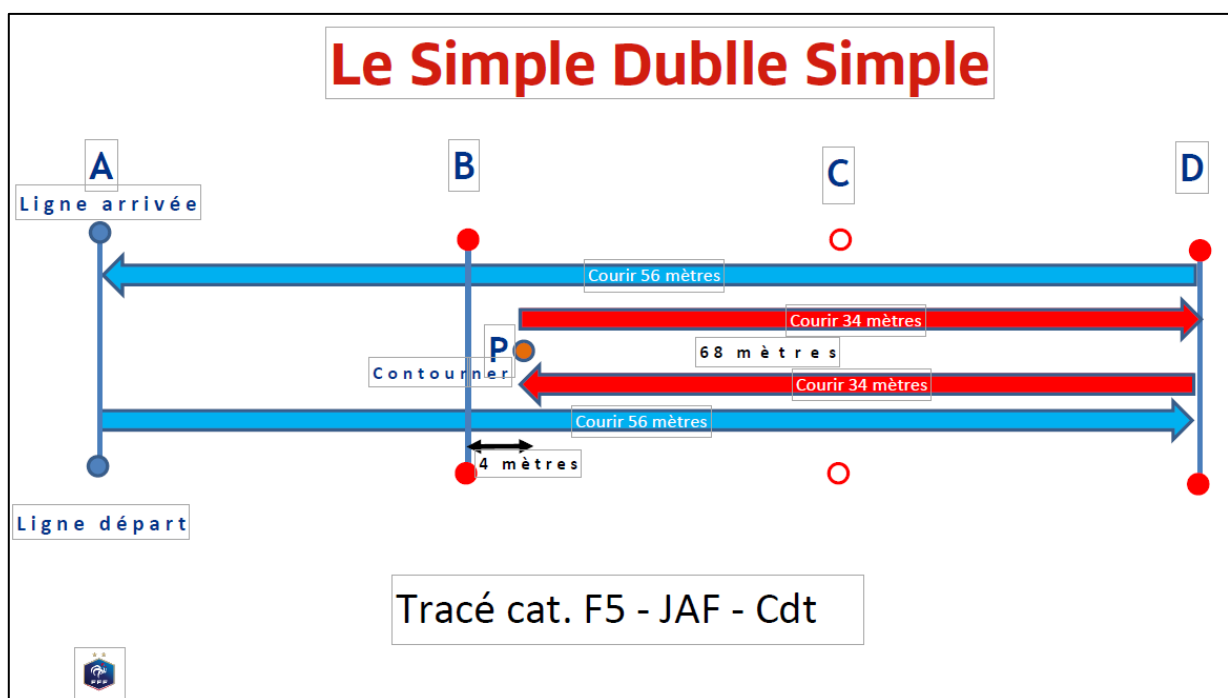 Le Simple Dublle Simple
A
B
C
D
Ligne arrivée
Courir 56 mètres
Courir 34 mètres
P
68 mètres
Contourner
Courir 34 mètres
Courir 56 mètres
4 mètres
Ligne départ
Tracé cat. F5 - JAF - Cdt
FFF